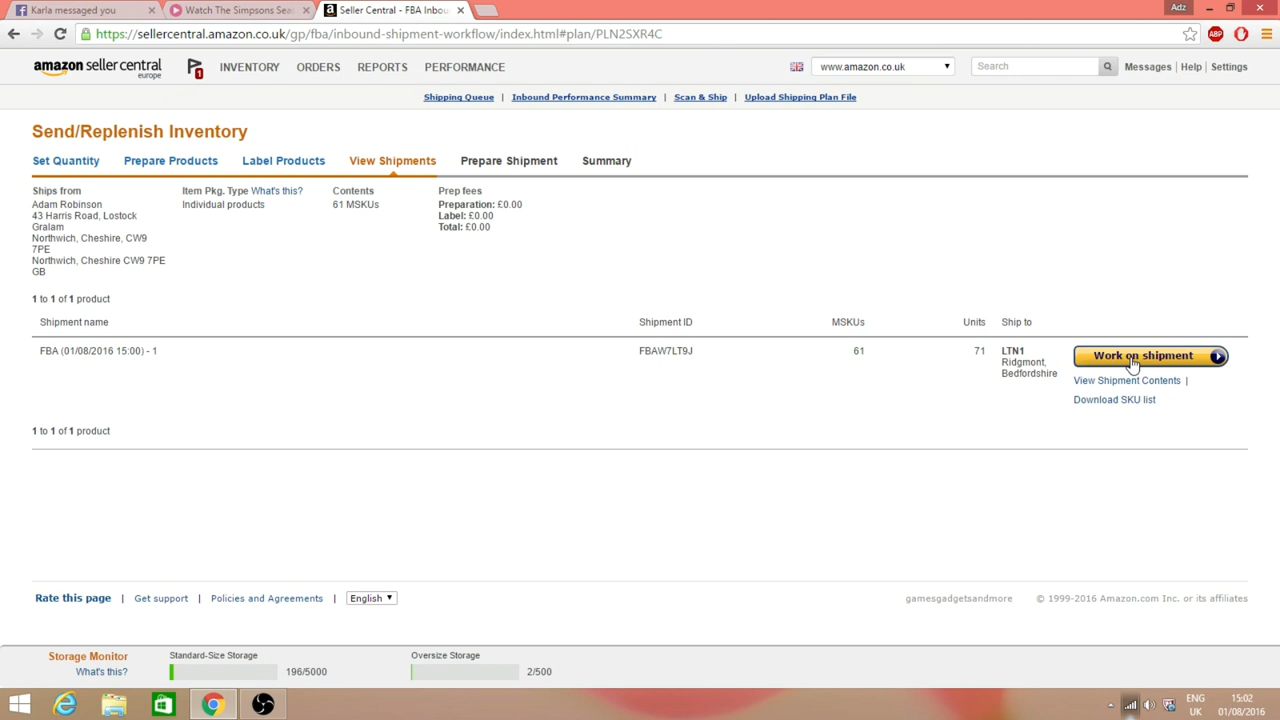 Karla messaged you
Watch The Simpsons Sea
Seller Central - FBA Inbou
Adz
https://sellercentral.amazon.co.uk/gp/fba/inbound-shipment-workflow/index.html#plan/PLN2SXR4C
ABP
amazon seller central
europe
1
INVENTORY
ORDERS
REPORTS
PERFORMANCE
www.amazon.co.uk
Search
Messages | Help | Settings
Shipping Queue | Inbound Performance Summary | Scan & Ship | Upload Shipping Plan File
Send/Replenish Inventory
Set Quantity
Prepare Products
Label Products
View Shipments
Prepare Shipment
Summary
Ships from
Adam Robinson
43 Harris Road, Lostock
Gralam
Northwich, Cheshire, CW9
7PE
Northwich, Cheshire CW9 7PE
GB
Item Pkg. Type What's this?
Individual products
Contents
61 MSKUs
Prep fees
Preparation: £0.00
Label: £0.00
Total: £0.00
1 to 1 of 1 product
Shipment name
Shipment ID
MSKUs
Units
Ship to
FBA (01/08/2016 15:00) - 1
FBAW7LT9J
61
71
LTN1
Ridgmont,
Bedfordshire
Work on shipment
View Shipment Contents |
Download SKU list
1 to 1 of 1 product
Rate this page | Get support | Policies and Agreements | English
gamesgadgetsandmore
© 1999-2016 Amazon.com Inc. or its affiliates
Storage Monitor
What's this?
Standard-Size Storage
196/5000
Oversize Storage
2/500
ENG
UK
15:02
01/08/2016